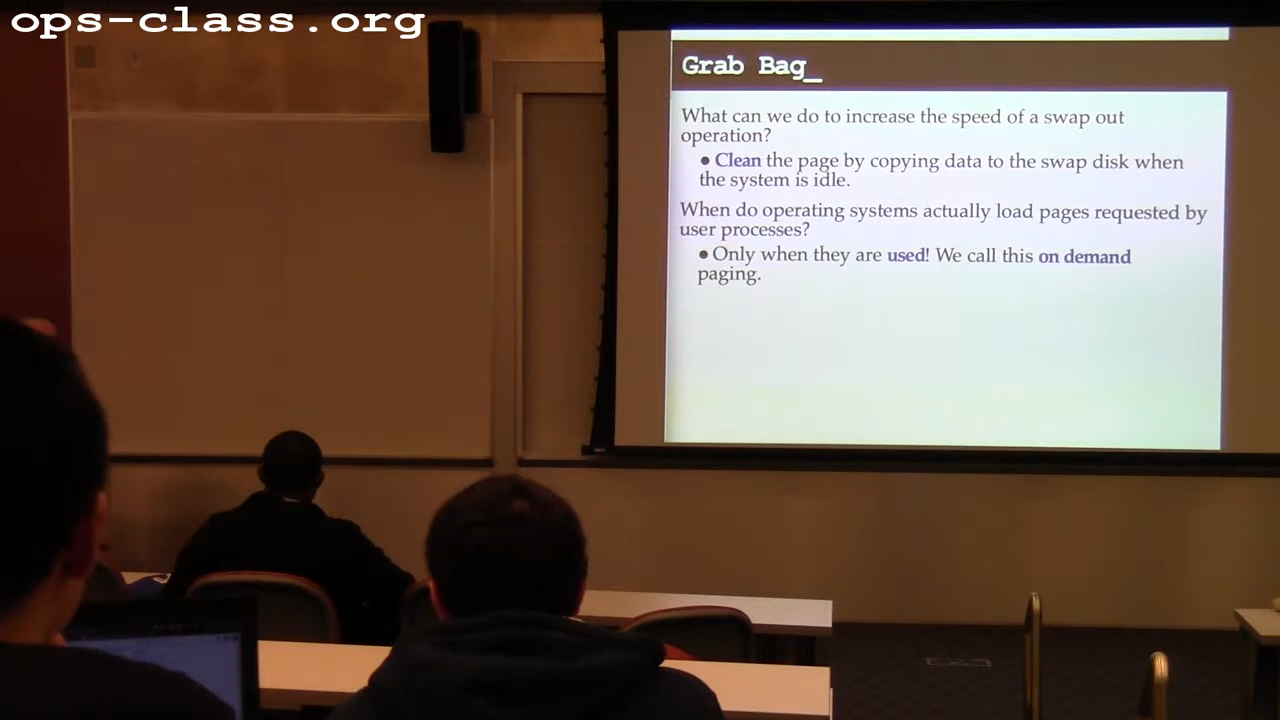 ops-class.org
Grab Bag_
What can we do to increase the speed of a swap out
operation?
● Clean the page by copying data to the swap disk when
the system is idle.
When do operating systems actually load pages requested by
user processes?
● Only when they are used! We call this on demand
paging.